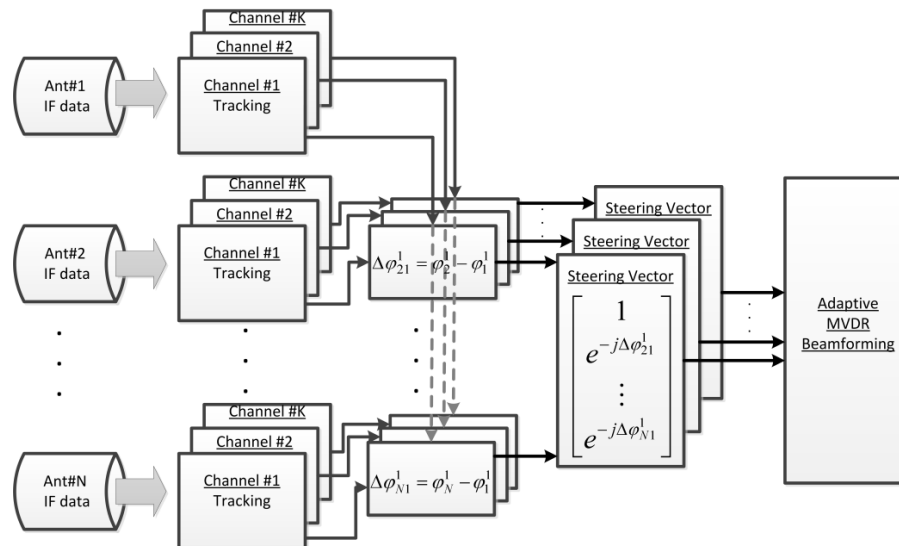 Channel #K
Channel #2
Channel #1
Tracking
Ant#1
IF data
Channel #K
Channel #2
Channel #1
Tracking
Ant#2
IF data
Δφ¹₂₁ = φ¹₂ − φ¹₁
Steering Vector
Steering Vector
Steering Vector
1
e^{−jΔφ¹₂₁}
⋮
e^{−jΔφ¹_{N1}}
Adaptive
MVDR
Beamforming
Channel #K
Channel #2
Channel #1
Tracking
Ant#N
IF data
Δφ¹_{N1} = φ¹_N − φ¹₁